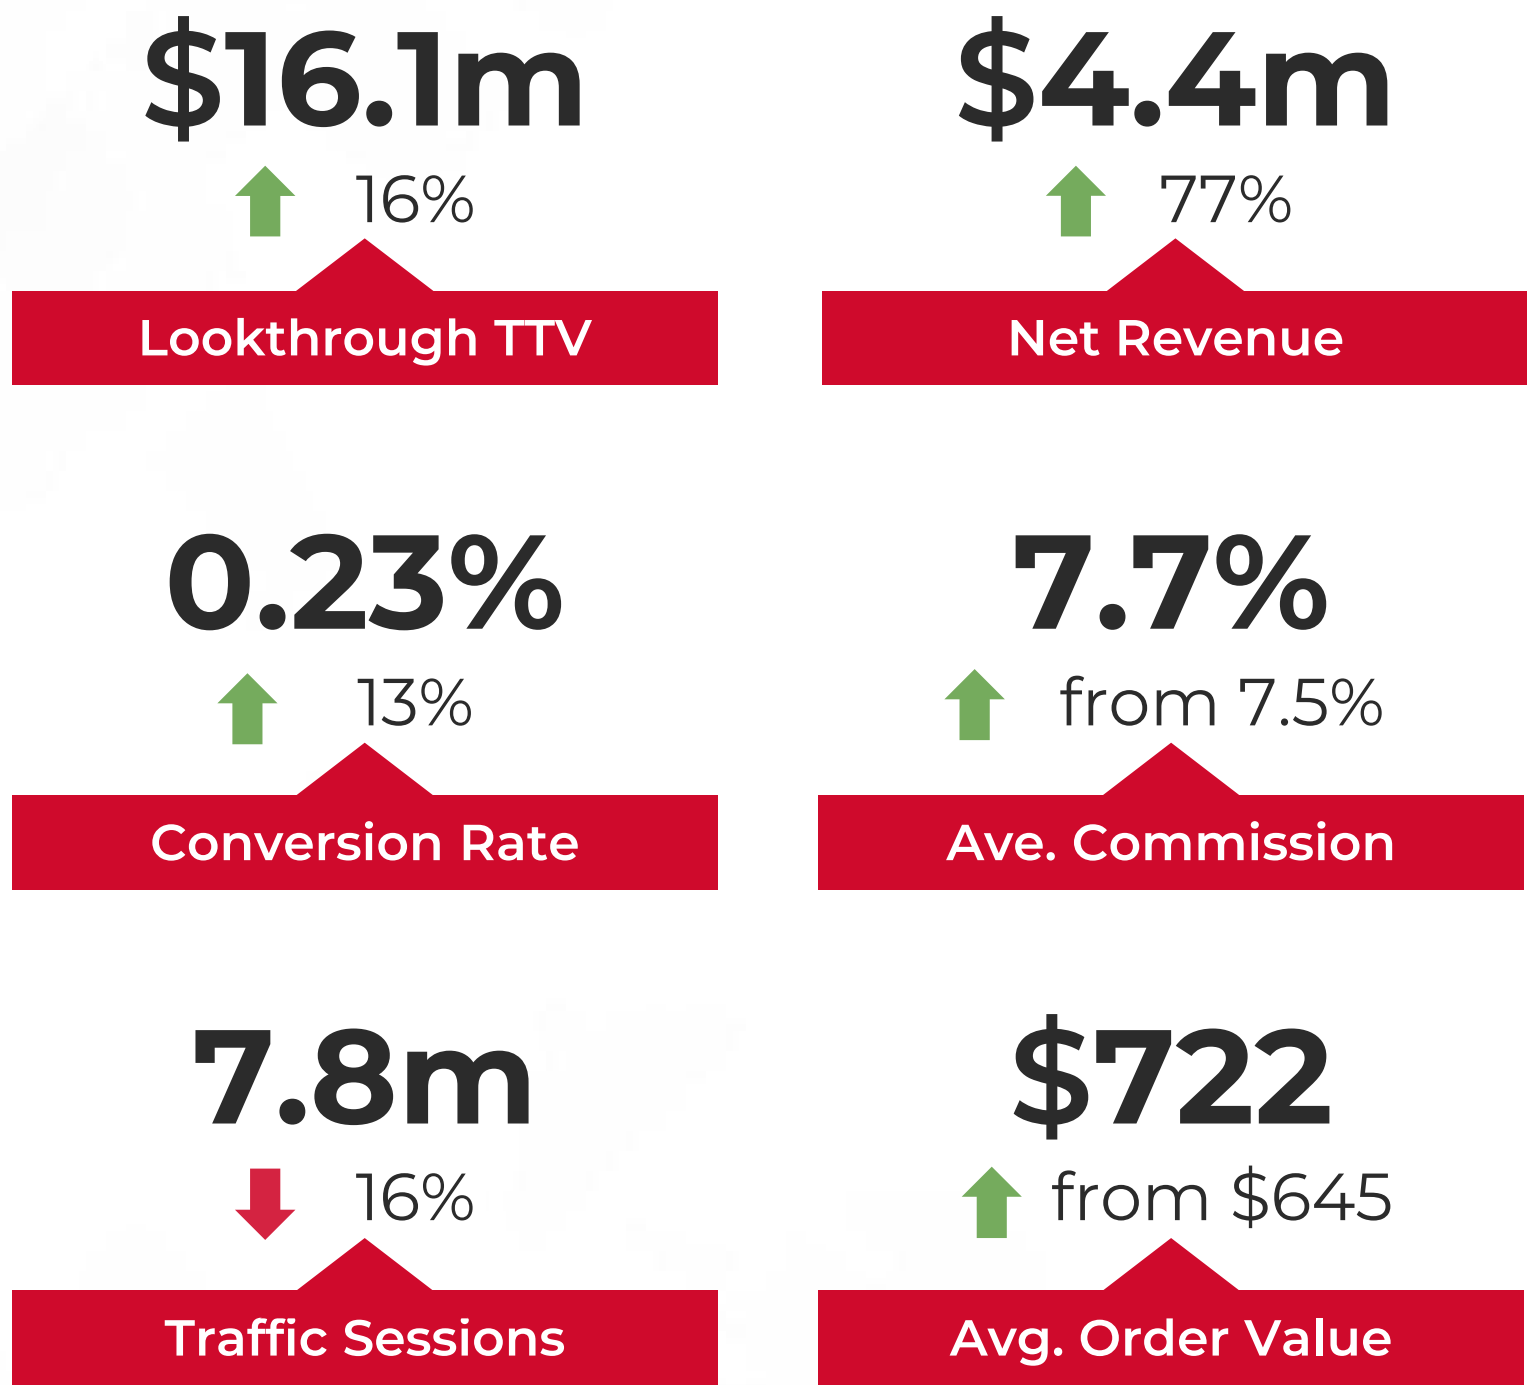 $16.1m
16%
Lookthrough TTV
$4.4m
77%
Net Revenue
0.23%
13%
Conversion Rate
7.7%
from 7.5%
Ave. Commission
7.8m
16%
Traffic Sessions
$722
from $645
Avg. Order Value